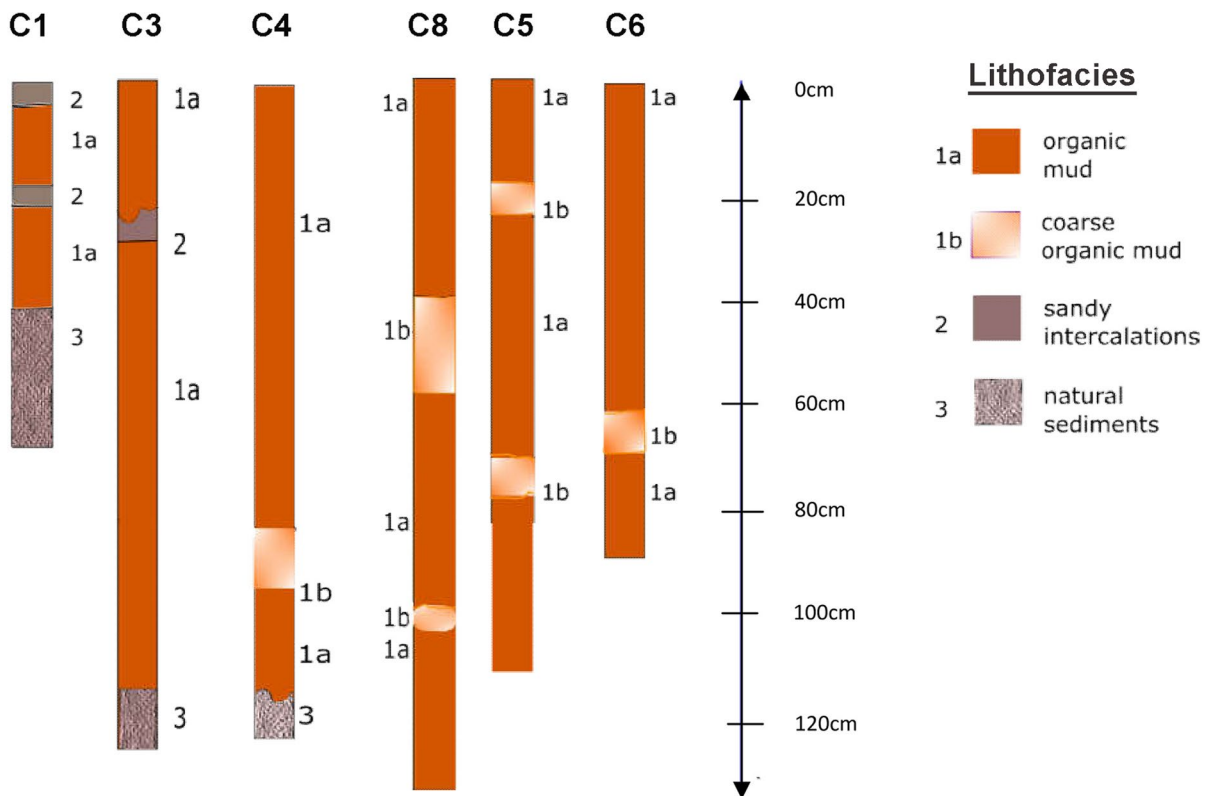 C1
C3
C4
C8
C5
C6
2
1a
2
1a
3
1a
2
1a
3
1a
1b
1a
3
1a
1b
1a
1b
1a
1a
1b
1a
1b
1a
1b
1a
0cm
20cm
40cm
60cm
80cm
100cm
120cm
Lithofacies
1a organic
mud
1b coarse
organic mud
2 sandy
intercalations
3 natural
sediments